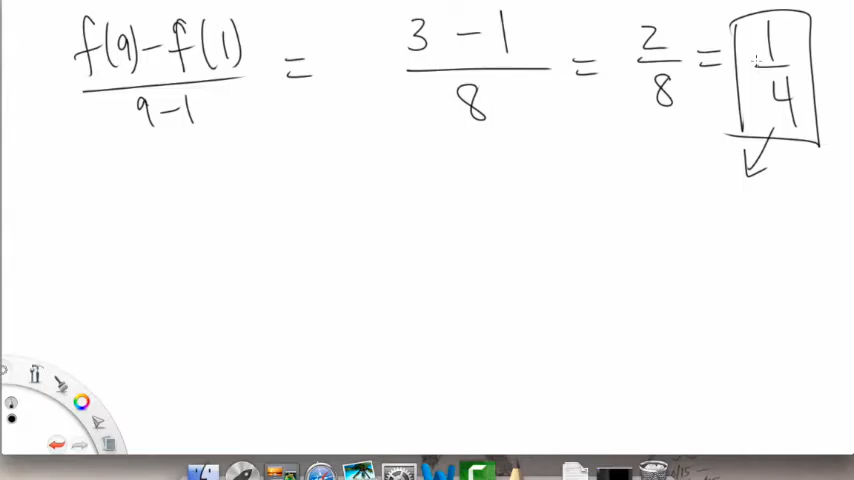 f(9)-f(1) / 9-1 = 3-1 / 8 = 2/8 = 1/4